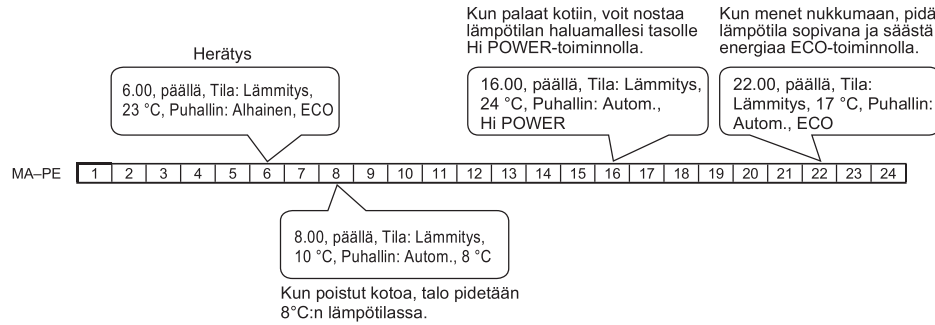 Herätys
6.00, päällä, Tila: Lämmitys,
23 °C, Puhallin: Alhainen, ECO
Kun palaat kotiin, voit nostaa
lämpötilan haluamallesi tasolle
Hi POWER-toiminnolla.
16.00, päällä, Tila: Lämmitys,
24 °C, Puhallin: Autom.,
Hi POWER
Kun menet nukkumaan, pidä
lämpötila sopivana ja säästä
energiaa ECO-toiminnolla.
22.00, päällä, Tila:
Lämmitys, 17 °C, Puhallin:
Autom., ECO
MA–PE 1 2 3 4 5 6 7 8 9 10 11 12 13 14 15 16 17 18 19 20 21 22 23 24
8.00, päällä, Tila: Lämmitys,
10 °C, Puhallin: Autom., 8 °C
Kun poistut kotoa, talo pidetään
8°C:n lämpötilassa.